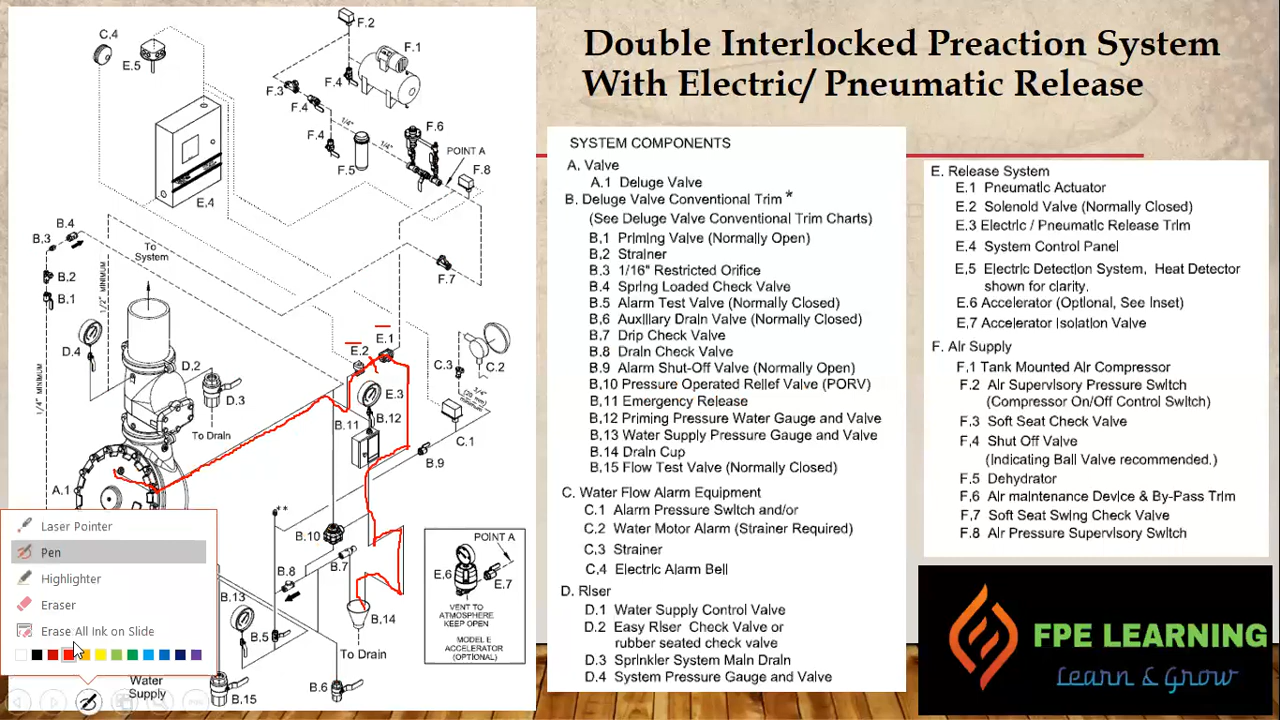 Double Interlocked Preaction System
With Electric/ Pneumatic Release
C.4
E.5
F.2
F.1
F.4
F.3
F.4
F.4
1/4"
1/4"
F.5
F.6
POINT A
F.8
E.4
B.4
B.3
To
System
B.2
B.1
1/2" MINIMUM
F.7
D.4
D.2
D.3
To Drain
1/4" MINIMUM
E.1
E.2
E.3
C.3
C.2
3/4"
(20 mm)
minimum
B.12
B.11
C.1
B.9
A.1
**
B.10
B.7
B.8
B.13
B.5
B.14
To Drain
B.6
B.15
Water
Supply
POINT A
E.6
E.7
VENT TO
ATMOSPHERE
KEEP OPEN
MODEL E
ACCELERATOR
(OPTIONAL)
Laser Pointer
Pen
Highlighter
Eraser
Erase All Ink on Slide
SYSTEM COMPONENTS
A. Valve
A.1 Deluge Valve
B. Deluge Valve Conventional Trim *
(See Deluge Valve Conventional Trim Charts)
B.1 Priming Valve (Normally Open)
B.2 Strainer
B.3 1/16" Restricted Orifice
B.4 Spring Loaded Check Valve
B.5 Alarm Test Valve (Normally Closed)
B.6 Auxiliary Drain Valve (Normally Closed)
B.7 Drip Check Valve
B.8 Drain Check Valve
B.9 Alarm Shut-Off Valve (Normally Open)
B.10 Pressure Operated Relief Valve (PORV)
B.11 Emergency Release
B.12 Priming Pressure Water Gauge and Valve
B.13 Water Supply Pressure Gauge and Valve
B.14 Drain Cup
B.15 Flow Test Valve (Normally Closed)
C. Water Flow Alarm Equipment
C.1 Alarm Pressure Switch and/or
C.2 Water Motor Alarm (Strainer Required)
C.3 Strainer
C.4 Electric Alarm Bell
D. Riser
D.1 Water Supply Control Valve
D.2 Easy Riser Check Valve or
rubber seated check valve
D.3 Sprinkler System Main Drain
D.4 System Pressure Gauge and Valve
E. Release System
E.1 Pneumatic Actuator
E.2 Solenoid Valve (Normally Closed)
E.3 Electric / Pneumatic Release Trim
E.4 System Control Panel
E.5 Electric Detection System, Heat Detector
shown for clarity.
E.6 Accelerator (Optional, See Inset)
E.7 Accelerator Isolation Valve
F. Air Supply
F.1 Tank Mounted Air Compressor
F.2 Air Supervisory Pressure Switch
(Compressor On/Off Control Switch)
F.3 Soft Seat Check Valve
F.4 Shut Off Valve
(Indicating Ball Valve recommended.)
F.5 Dehydrator
F.6 Air maintenance Device & By-Pass Trim
F.7 Soft Seat Swing Check Valve
F.8 Air Pressure Supervisory Switch
FPE LEARNING
Learn & Grow